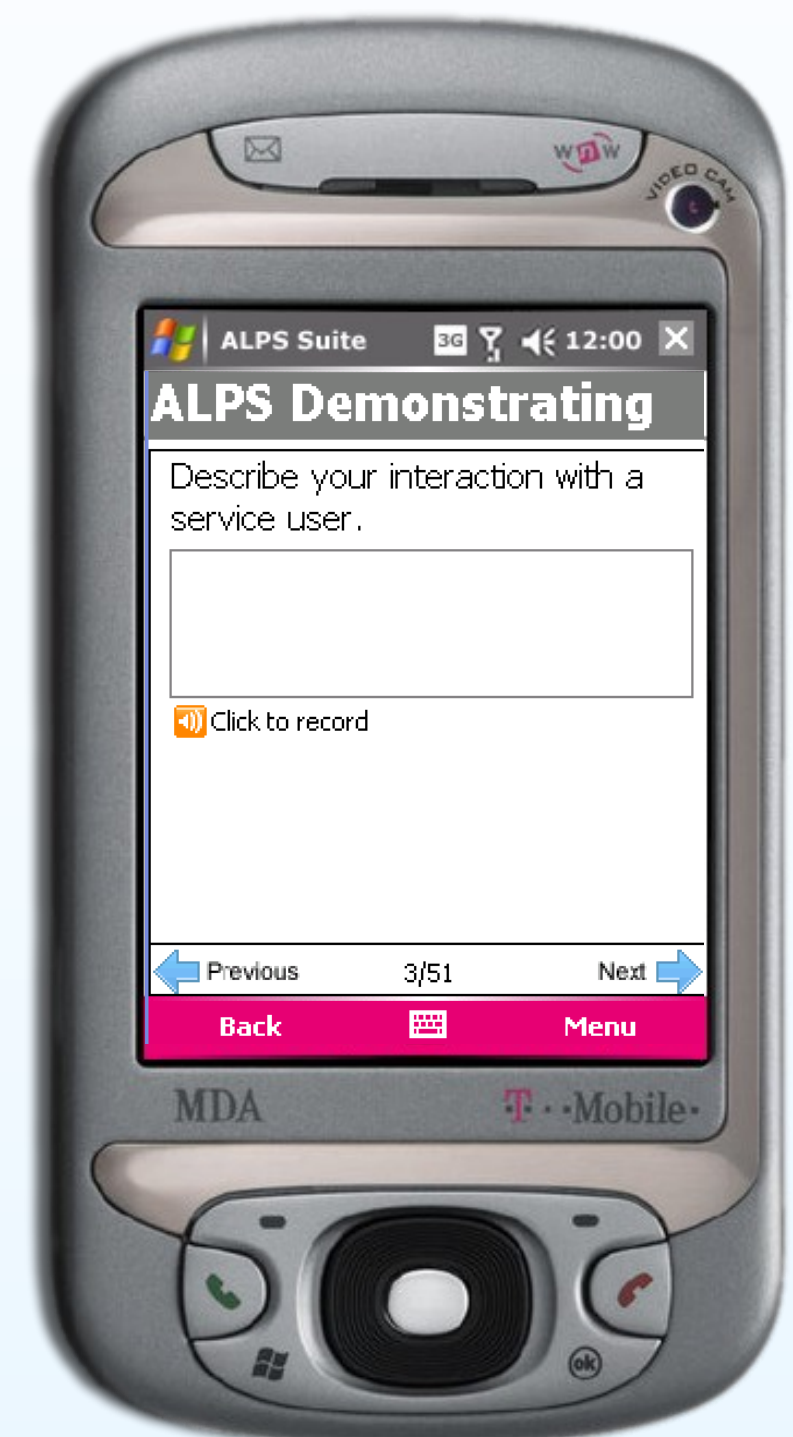 wnw
VIDEO CAM
ALPS Suite 3G 12:00
ALPS Demonstrating
Describe your interaction with a
service user.
Click to record
Previous 3/51 Next
Back Menu
MDA T··Mobile·
ok